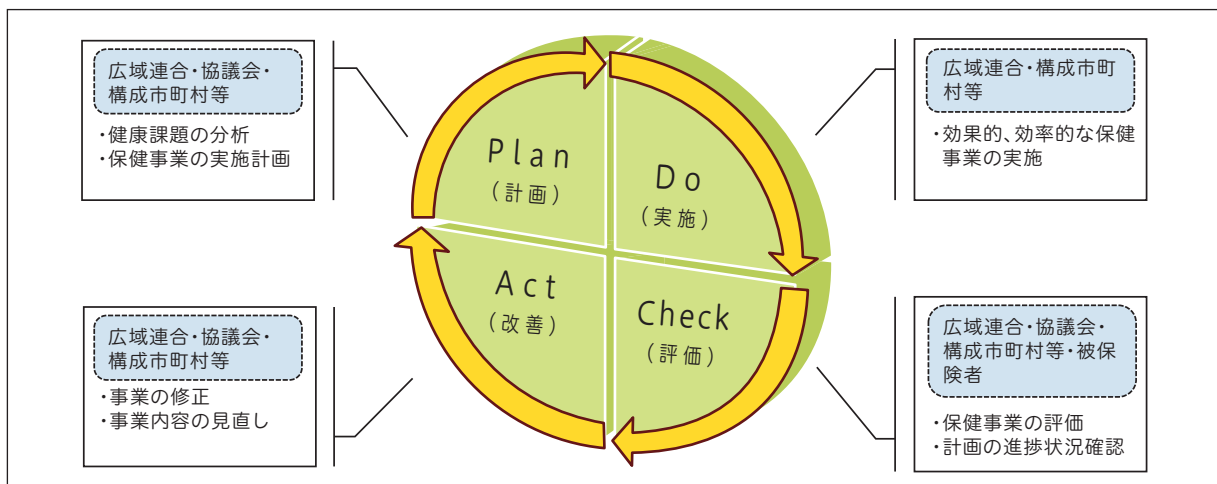 広域連合・協議会・
構成市町村等
・健康課題の分析
・保健事業の実施計画
広域連合・構成市町
村等
・効果的、効率的な保健
事業の実施
Plan
(計画)
Do
(実施)
Act
(改善)
Check
(評価)
広域連合・協議会・
構成市町村等
・事業の修正
・事業内容の見直し
広域連合・協議会・
構成市町村等・被保
険者
・保健事業の評価
・計画の進捗状況確認